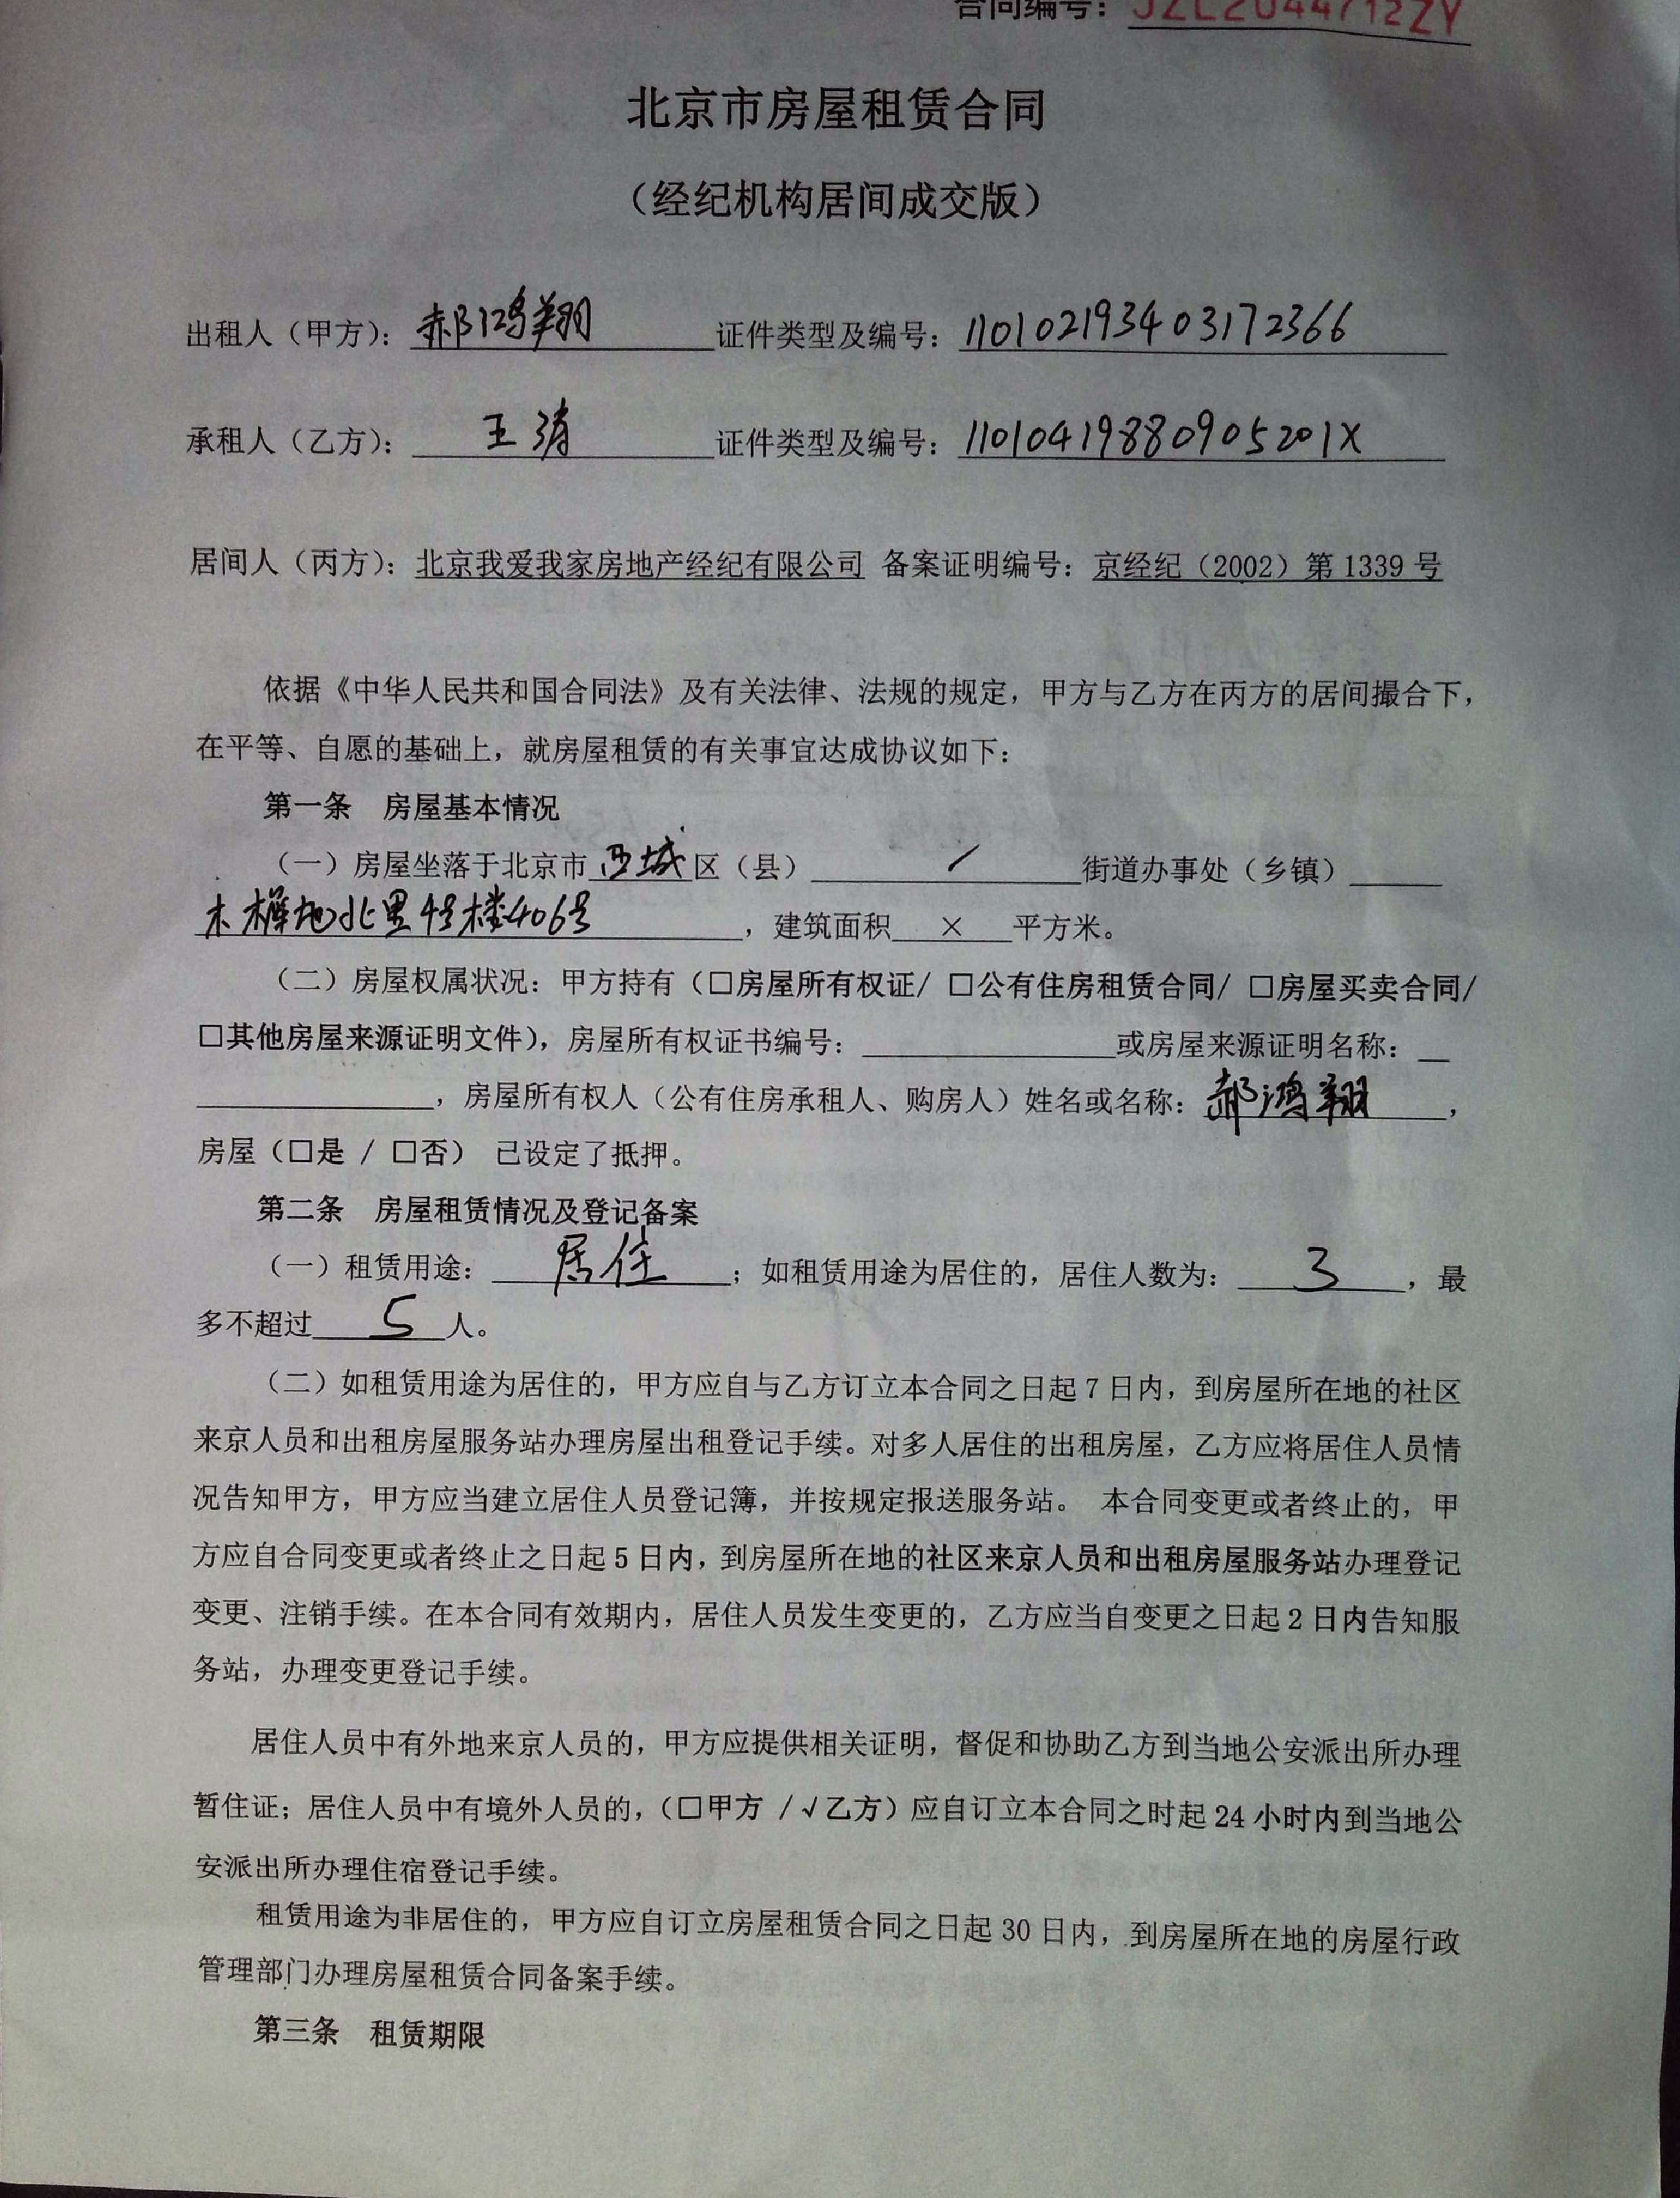 合同编号：JZL2044712ZY
北京市房屋租赁合同
（经纪机构居间成交版）
出租人（甲方）：郝鸿翔 证件类型及编号：110102193403172366
承租人（乙方）：王涛 证件类型及编号：11010419880905201X
居间人（丙方）：北京我爱我家房地产经纪有限公司 备案证明编号：京经纪（2002）第 1339 号
依据《中华人民共和国合同法》及有关法律、法规的规定，甲方与乙方在丙方的居间撮合下，
在平等、自愿的基础上，就房屋租赁的有关事宜达成协议如下：
第一条 房屋基本情况
（一）房屋坐落于北京市西城区（县）/街道办事处（乡镇）
木樨地北里4号楼406号，建筑面积×平方米。
（二）房屋权属状况：甲方持有（□房屋所有权证/ □公有住房租赁合同/ □房屋买卖合同/
□其他房屋来源证明文件），房屋所有权证书编号：＿＿＿＿或房屋来源证明名称：＿
＿＿＿＿，房屋所有权人（公有住房承租人、购房人）姓名或名称：郝鸿翔，
房屋（□是 / □否） 已设定了抵押。
第二条 房屋租赁情况及登记备案
（一）租赁用途：居住；如租赁用途为居住的，居住人数为：3，最
多不超过5人。
（二）如租赁用途为居住的，甲方应自与乙方订立本合同之日起 7 日内，到房屋所在地的社区
来京人员和出租房屋服务站办理房屋出租登记手续。对多人居住的出租房屋，乙方应将居住人员情
况告知甲方，甲方应当建立居住人员登记簿，并按规定报送服务站。 本合同变更或者终止的，甲
方应自合同变更或者终止之日起 5 日内，到房屋所在地的社区来京人员和出租房屋服务站办理登记
变更、注销手续。在本合同有效期内，居住人员发生变更的，乙方应当自变更之日起 2 日内告知服
务站，办理变更登记手续。
居住人员中有外地来京人员的，甲方应提供相关证明，督促和协助乙方到当地公安派出所办理
暂住证；居住人员中有境外人员的，（□甲方 /√乙方）应自订立本合同之时起 24 小时内到当地公
安派出所办理住宿登记手续。
租赁用途为非居住的，甲方应自订立房屋租赁合同之日起 30 日内，到房屋所在地的房屋行政
管理部门办理房屋租赁合同备案手续。
第三条 租赁期限